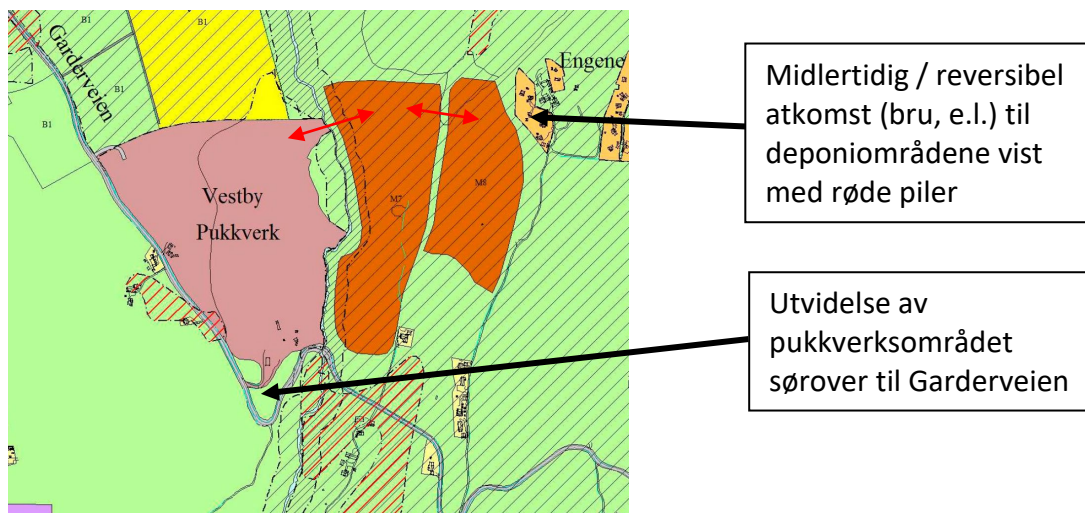 B1
B1
B1
B1
Garderveien
Engene
Vestby
Pukkverk
M7
M8
Midlertidig / reversibel
atkomst (bru, e.l.) til
deponiområdene vist
med røde piler
Utvidelse av
pukkverksområdet
sørover til Garderveien